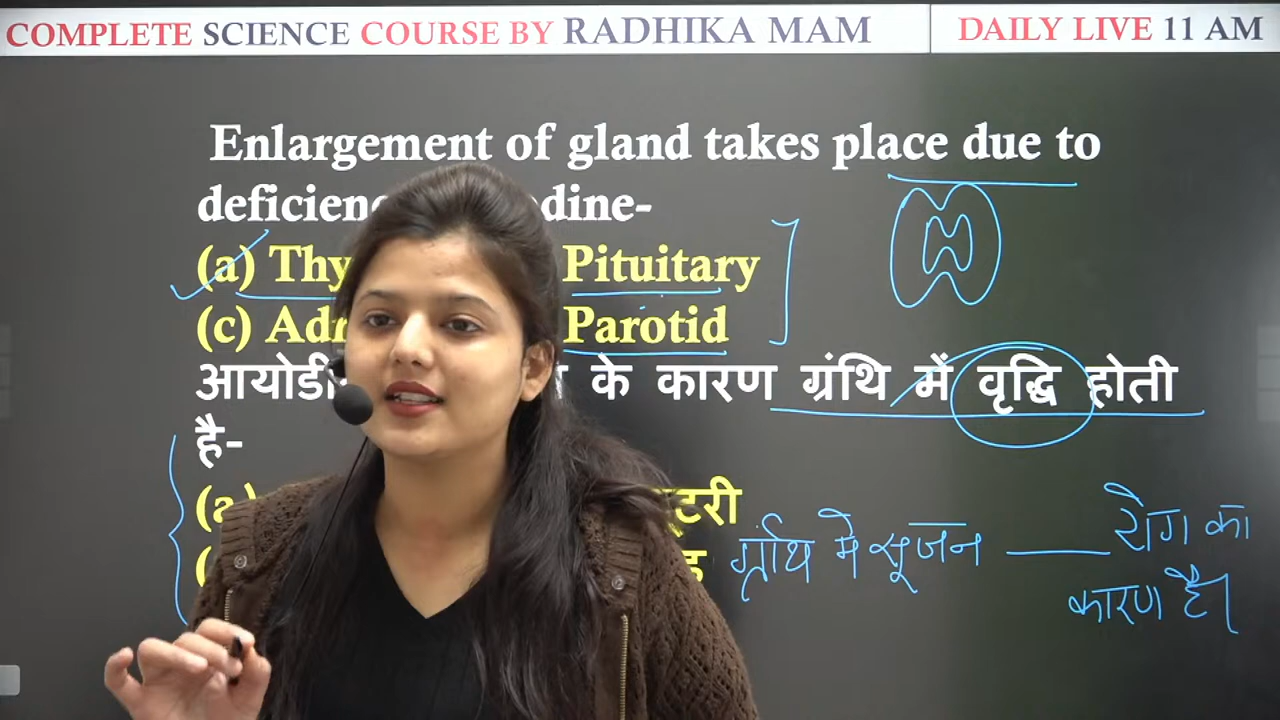 COMPLETE SCIENCE COURSE BY RADHIKA MAM
DAILY LIVE 11 AM
Enlargement of gland takes place due to
deficienc dine-
(a) Thy Pituitary
(c) Adr Parotid
आयोडी के कारण ग्रंथि में वृद्धि होती
है-
(a टरी
(
ग्रंथि मे सूजन —— रोग का
कारण है।